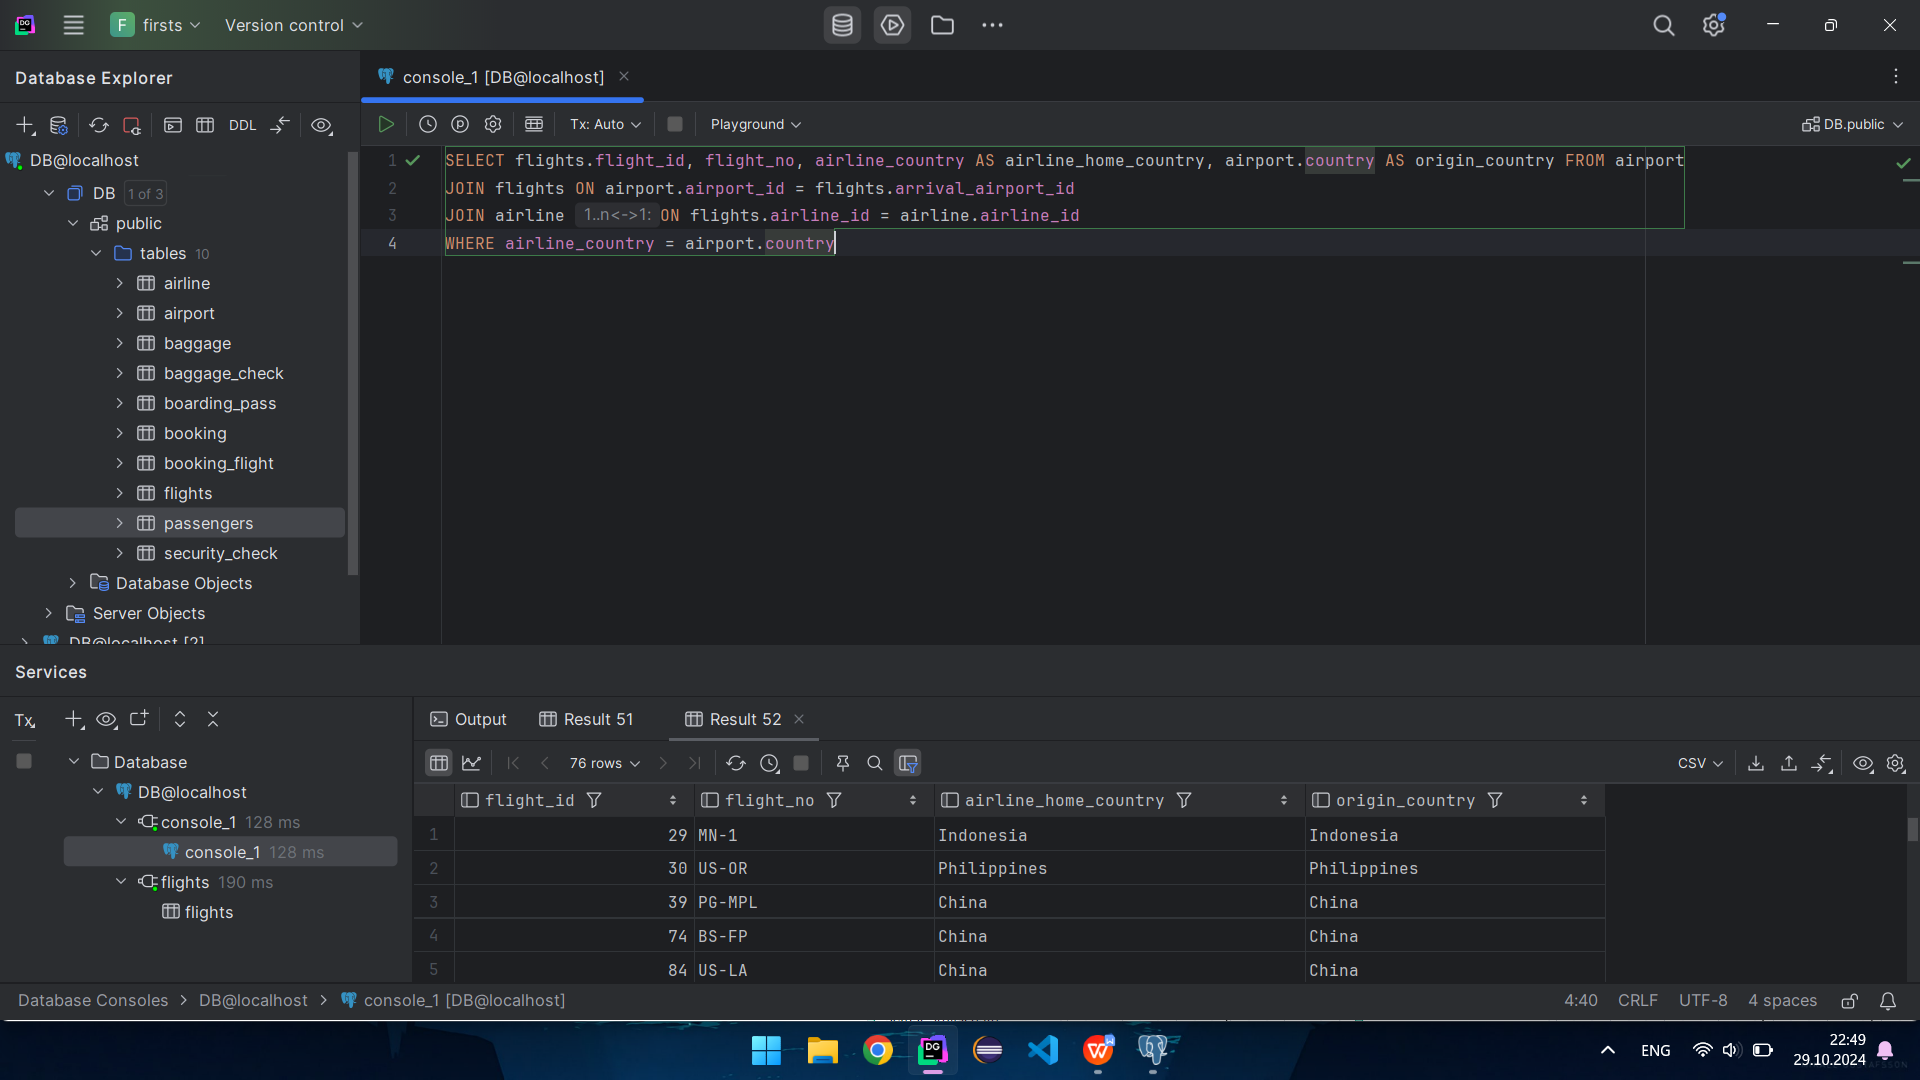 F firsts Version control
Database Explorer
console_1 [DB@localhost]
DDL
Tx: Auto Playground DB.public
DB@localhost
DB 1 of 3
public
tables 10
airline
airport
baggage
baggage_check
boarding_pass
booking
booking_flight
flights
passengers
security_check
Database Objects
Server Objects
DB@localhost [2]
1 SELECT flights.flight_id, flight_no, airline_country AS airline_home_country, airport.country AS origin_country FROM airport
2 JOIN flights ON airport.airport_id = flights.arrival_airport_id
3 JOIN airline 1..n<->1: ON flights.airline_id = airline.airline_id
4 WHERE airline_country = airport.country
Services
Tx
Database
DB@localhost
console_1 128 ms
console_1 128 ms
flights 190 ms
flights
Output Result 51 Result 52
76 rows CSV
flight_id flight_no airline_home_country origin_country
1 29 MN-1 Indonesia Indonesia
2 30 US-OR Philippines Philippines
3 39 PG-MPL China China
4 74 BS-FP China China
5 84 US-LA China China
Database Consoles > DB@localhost > console_1 [DB@localhost]
4:40 CRLF UTF-8 4 spaces
ENG
22:49
29.10.2024